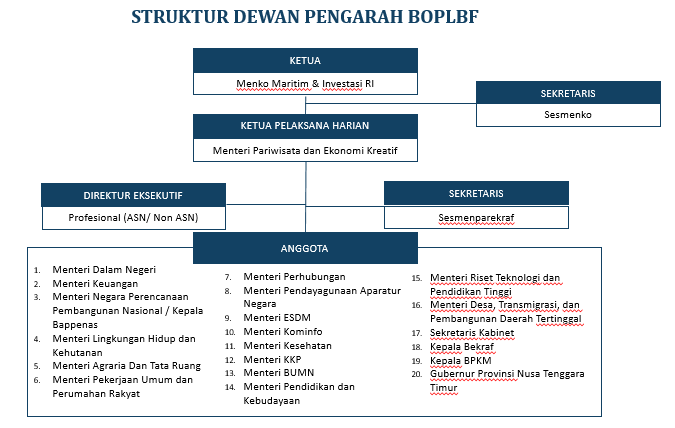 STRUKTUR DEWAN PENGARAH BOPLBF
KETUA
Menko Maritim & Investasi RI
SEKRETARIS
Sesmenko
KETUA PELAKSANA HARIAN
Menteri Pariwisata dan Ekonomi Kreatif
DIREKTUR EKSEKUTIF
Profesional (ASN/ Non ASN)
SEKRETARIS
Sesmenparekraf
ANGGOTA
1. Menteri Dalam Negeri
2. Menteri Keuangan
3. Menteri Negara Perencanaan
Pembangunan Nasional / Kepala
Bappenas
4. Menteri Lingkungan Hidup dan
Kehutanan
5. Menteri Agraria Dan Tata Ruang
6. Menteri Pekerjaan Umum dan
Perumahan Rakyat
7. Menteri Perhubungan
8. Menteri Pendayagunaan Aparatur
Negara
9. Menteri ESDM
10. Menteri Kominfo
11. Menteri Kesehatan
12. Menteri KKP
13. Menteri BUMN
14. Menteri Pendidikan dan
Kebudayaan
15. Menteri Riset Teknologi dan
Pendidikan Tinggi
16. Menteri Desa, Transmigrasi, dan
Pembangunan Daerah Tertinggal
17. Sekretaris Kabinet
18. Kepala Bekraf
19. Kepala BPKM
20. Gubernur Provinsi Nusa Tenggara
Timur